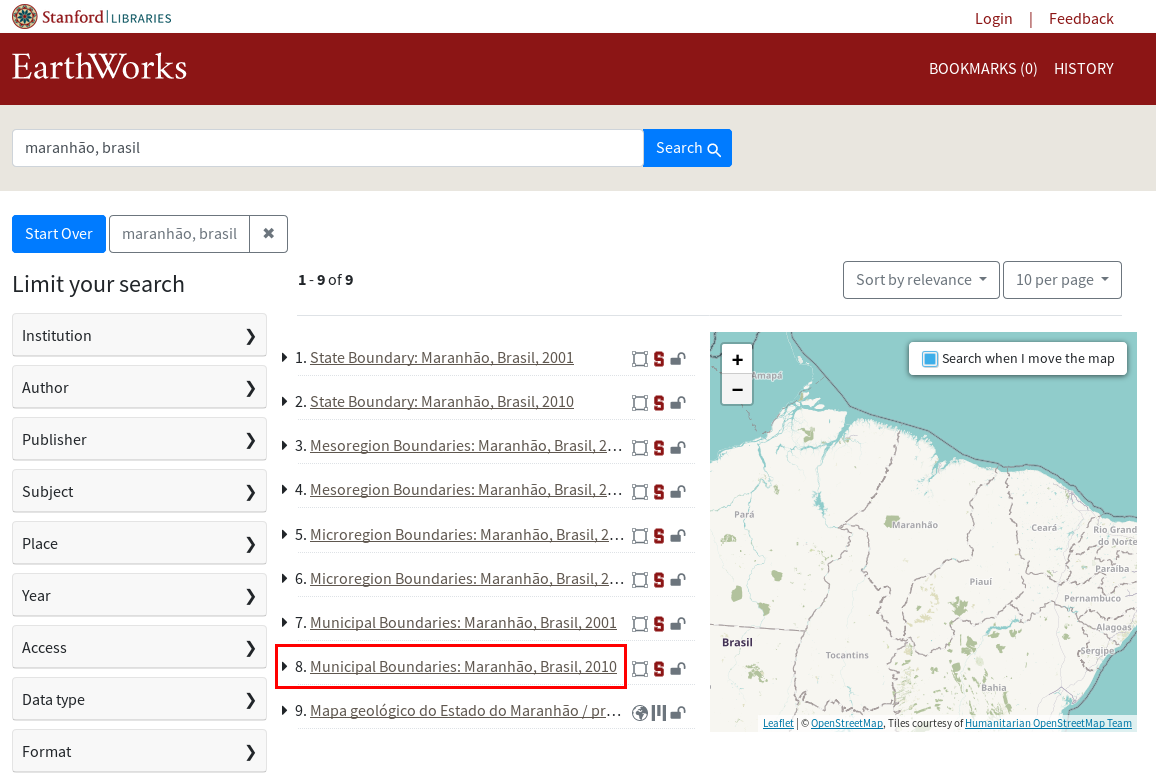 Stanford | LIBRARIES
Login | Feedback
EarthWorks
BOOKMARKS (0) HISTORY
maranhão, brasil
Search
Start Over
maranhão, brasil ✖
Limit your search
1 - 9 of 9
Sort by relevance
10 per page
Institution ❯
Author ❯
Publisher ❯
Subject ❯
Place ❯
Year ❯
Access ❯
Data type ❯
Format ❯
1. State Boundary: Maranhão, Brasil, 2001
2. State Boundary: Maranhão, Brasil, 2010
3. Mesoregion Boundaries: Maranhão, Brasil, 2...
4. Mesoregion Boundaries: Maranhão, Brasil, 2...
5. Microregion Boundaries: Maranhão, Brasil, 2...
6. Microregion Boundaries: Maranhão, Brasil, 2...
7. Municipal Boundaries: Maranhão, Brasil, 2001
8. Municipal Boundaries: Maranhão, Brasil, 2010
9. Mapa geológico do Estado do Maranhão / pr...
+
−
Search when I move the map
Amapá
Pará
Maranhão
Ceará
Rio Grand
do Norte
Paraíba
Piauí
Pernambuco
Alagoas
Brasil
Sergipe
Tocantins
Bahia
Leaflet | © OpenStreetMap, Tiles courtesy of Humanitarian OpenStreetMap Team